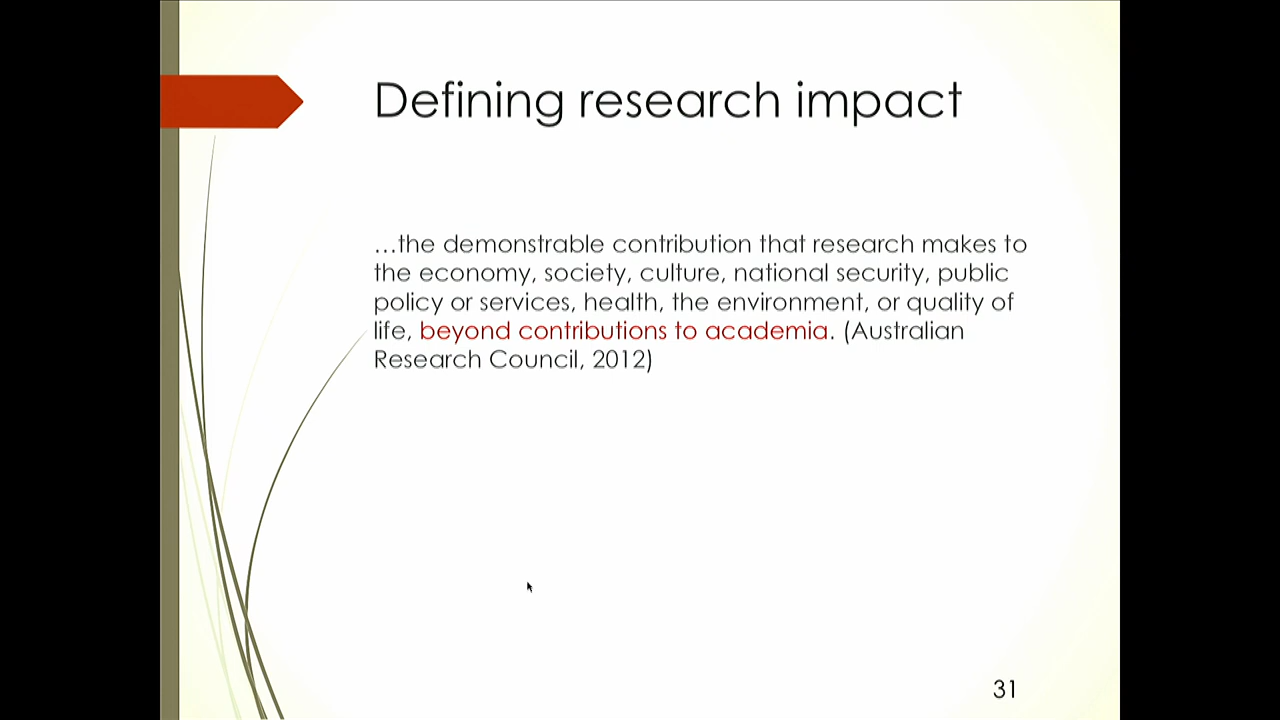 Defining research impact
…the demonstrable contribution that research makes to
the economy, society, culture, national security, public
policy or services, health, the environment, or quality of
life, beyond contributions to academia. (Australian
Research Council, 2012)
31